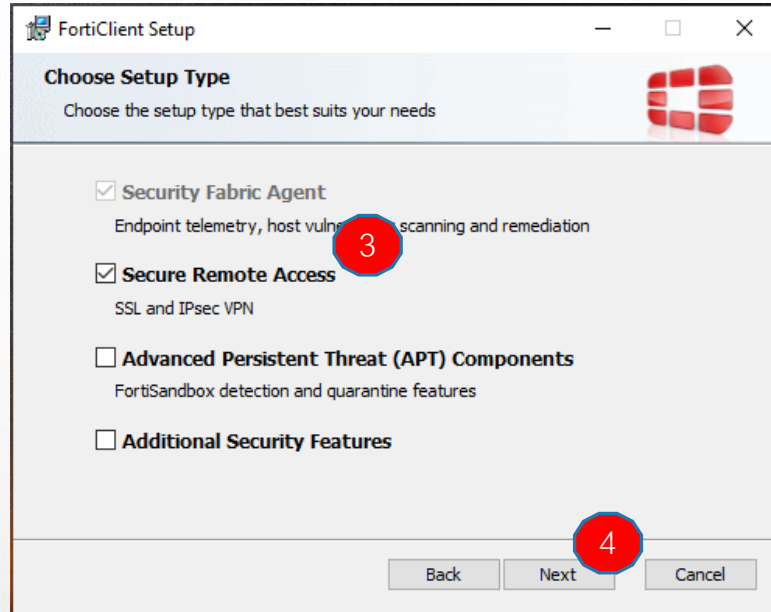 FortiClient Setup
Choose Setup Type
Choose the setup type that best suits your needs
Security Fabric Agent
Endpoint telemetry, host scanning and remediation
3
Secure Remote Access
SSL and IPsec VPN
Advanced Persistent Threat (APT) Components
FortiSandbox detection and quarantine features
Additional Security Features
4
Back Next Cancel